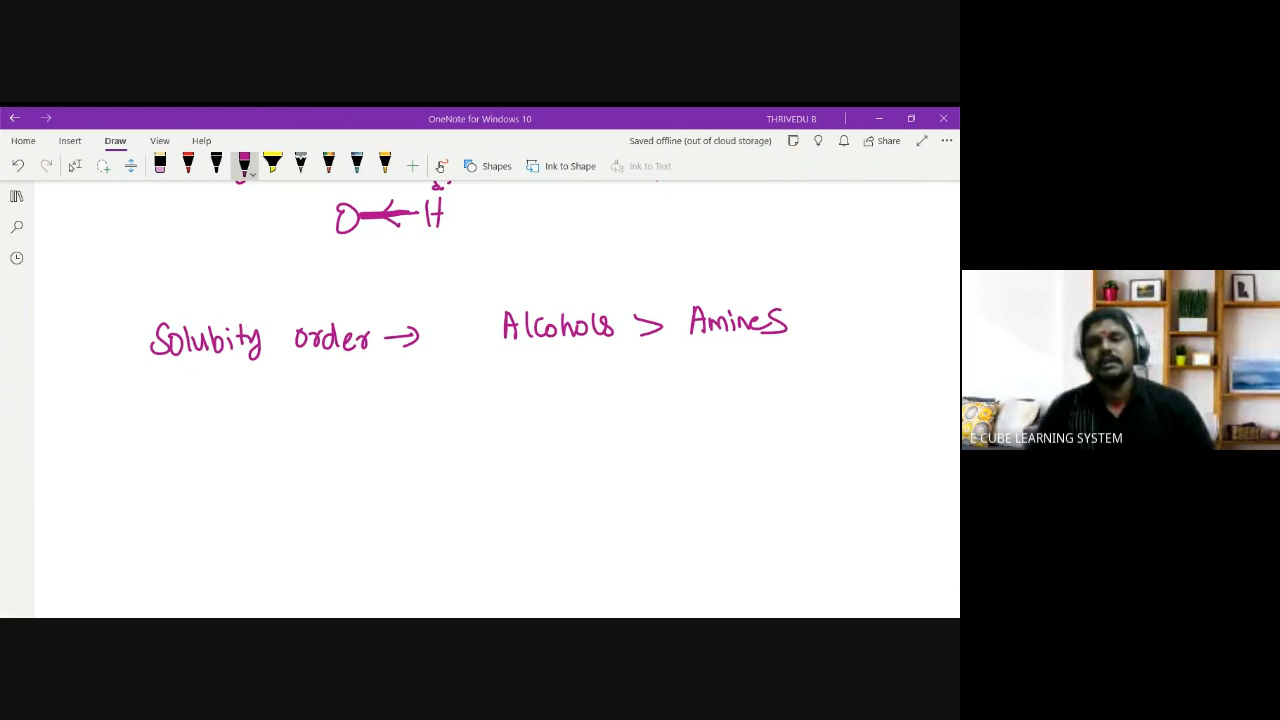 OneNote for Windows 10
THRIVEDU B
Home Insert Draw View Help
Saved offline (out of cloud storage)
Share
Shapes
Ink to Shape
Ink to Text
O H
Solubity order → Alcohols > Amines
E CUBE LEARNING SYSTEM